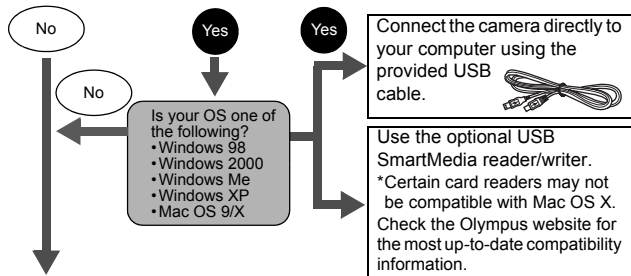 No
Yes
Yes
No
Is your OS one of
the following?
•Windows 98
•Windows 2000
•Windows Me
•Windows XP
•Mac OS 9/X
Connect the camera directly to
your computer using the
provided USB
cable.
Use the optional USB
SmartMedia reader/writer.
*Certain card readers may not
be compatible with Mac OS X.
Check the Olympus website for
the most up-to-date compatibility
information.